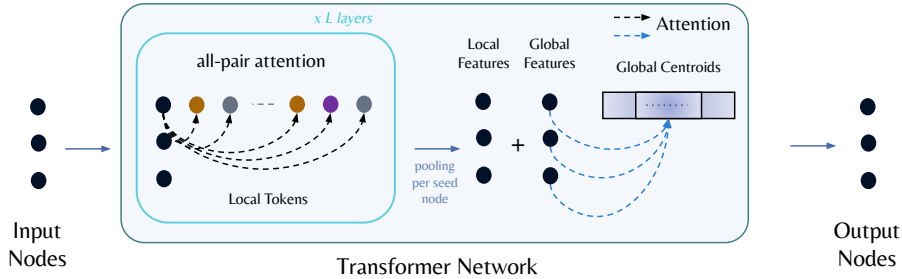 x L layers
all-pair attention
Local Tokens
Input
Nodes
pooling
per seed
node
Local
Features
+
Global
Features
Attention
Global Centroids
Output
Nodes
Transformer Network